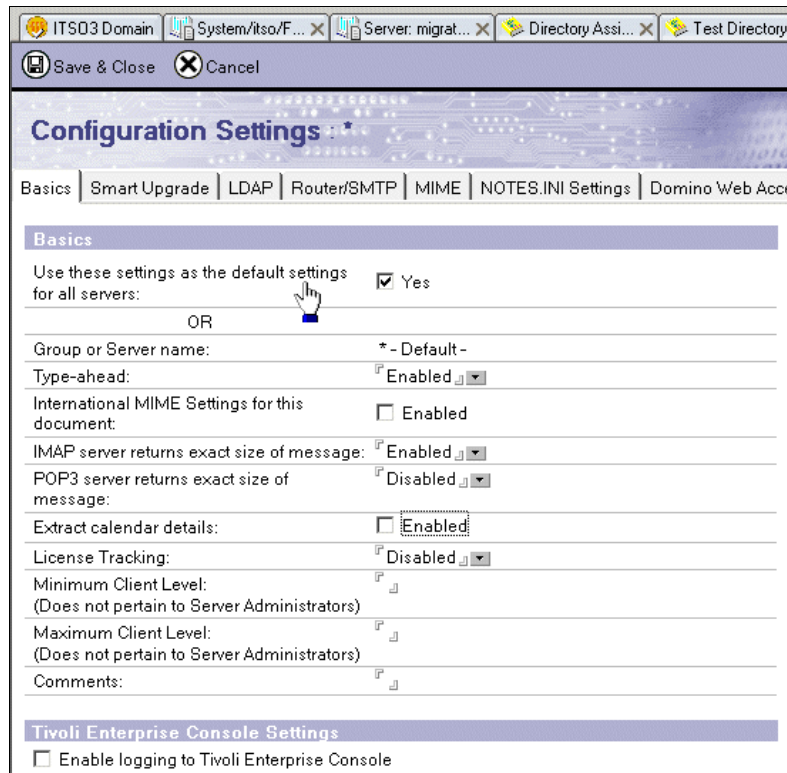 ITSO3 Domain System/itso/F... Server: migrat... Directory Assi... Test Directory
Save & Close Cancel
Configuration Settings : *
Basics Smart Upgrade LDAP Router/SMTP MIME NOTES.INI Settings Domino Web Acce
Basics
Use these settings as the default settings
for all servers: Yes
OR
Group or Server name: * - Default -
Type-ahead: Enabled
International MIME Settings for this
document: Enabled
IMAP server returns exact size of message: Enabled
POP3 server returns exact size of
message: Disabled
Extract calendar details: Enabled
License Tracking: Disabled
Minimum Client Level:
(Does not pertain to Server Administrators)
Maximum Client Level:
(Does not pertain to Server Administrators)
Comments:
Tivoli Enterprise Console Settings
Enable logging to Tivoli Enterprise Console